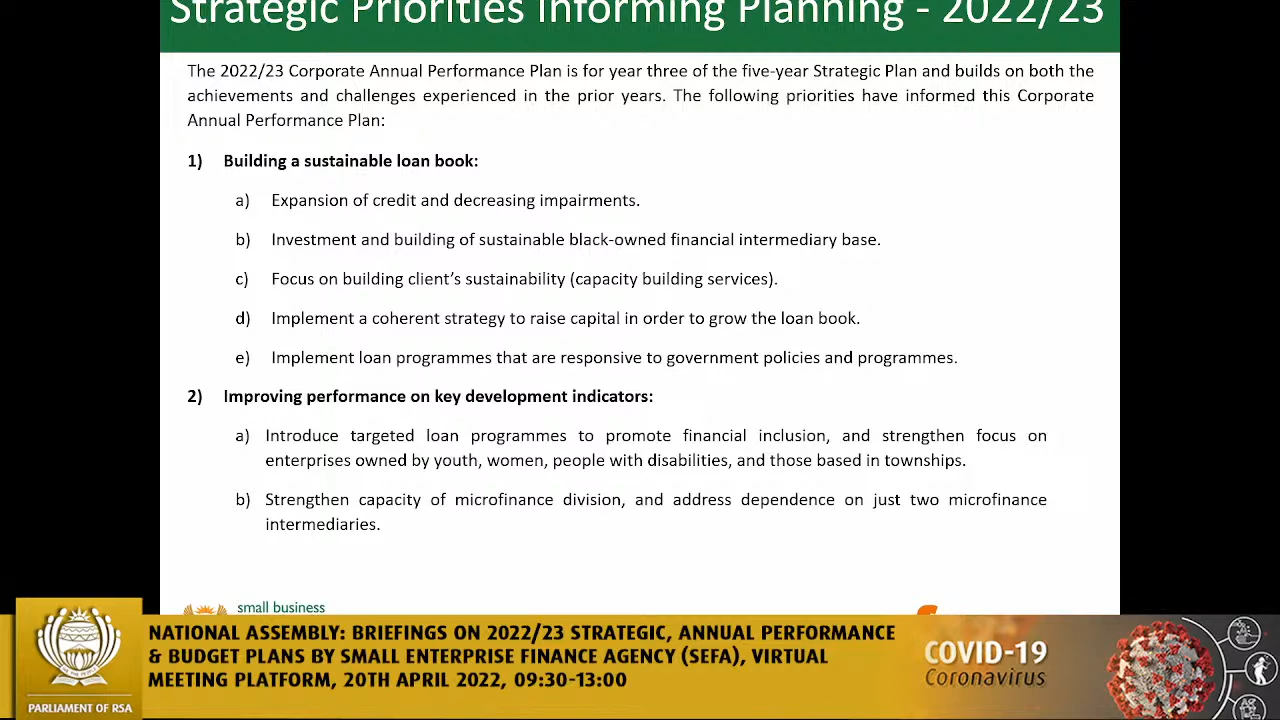 Strategic Priorities Informing Planning - 2022/23
The 2022/23 Corporate Annual Performance Plan is for year three of the five-year Strategic Plan and builds on both the
achievements and challenges experienced in the prior years. The following priorities have informed this Corporate
Annual Performance Plan:
1) Building a sustainable loan book:
a) Expansion of credit and decreasing impairments.
b) Investment and building of sustainable black-owned financial intermediary base.
c) Focus on building client’s sustainability (capacity building services).
d) Implement a coherent strategy to raise capital in order to grow the loan book.
e) Implement loan programmes that are responsive to government policies and programmes.
2) Improving performance on key development indicators:
a) Introduce targeted loan programmes to promote financial inclusion, and strengthen focus on
enterprises owned by youth, women, people with disabilities, and those based in townships.
b) Strengthen capacity of microfinance division, and address dependence on just two microfinance
intermediaries.
small business
NATIONAL ASSEMBLY: BRIEFINGS ON 2022/23 STRATEGIC, ANNUAL PERFORMANCE
& BUDGET PLANS BY SMALL ENTERPRISE FINANCE AGENCY (SEFA), VIRTUAL
MEETING PLATFORM, 20TH APRIL 2022, 09:30-13:00
PARLIAMENT OF RSA
COVID-19
Coronavirus